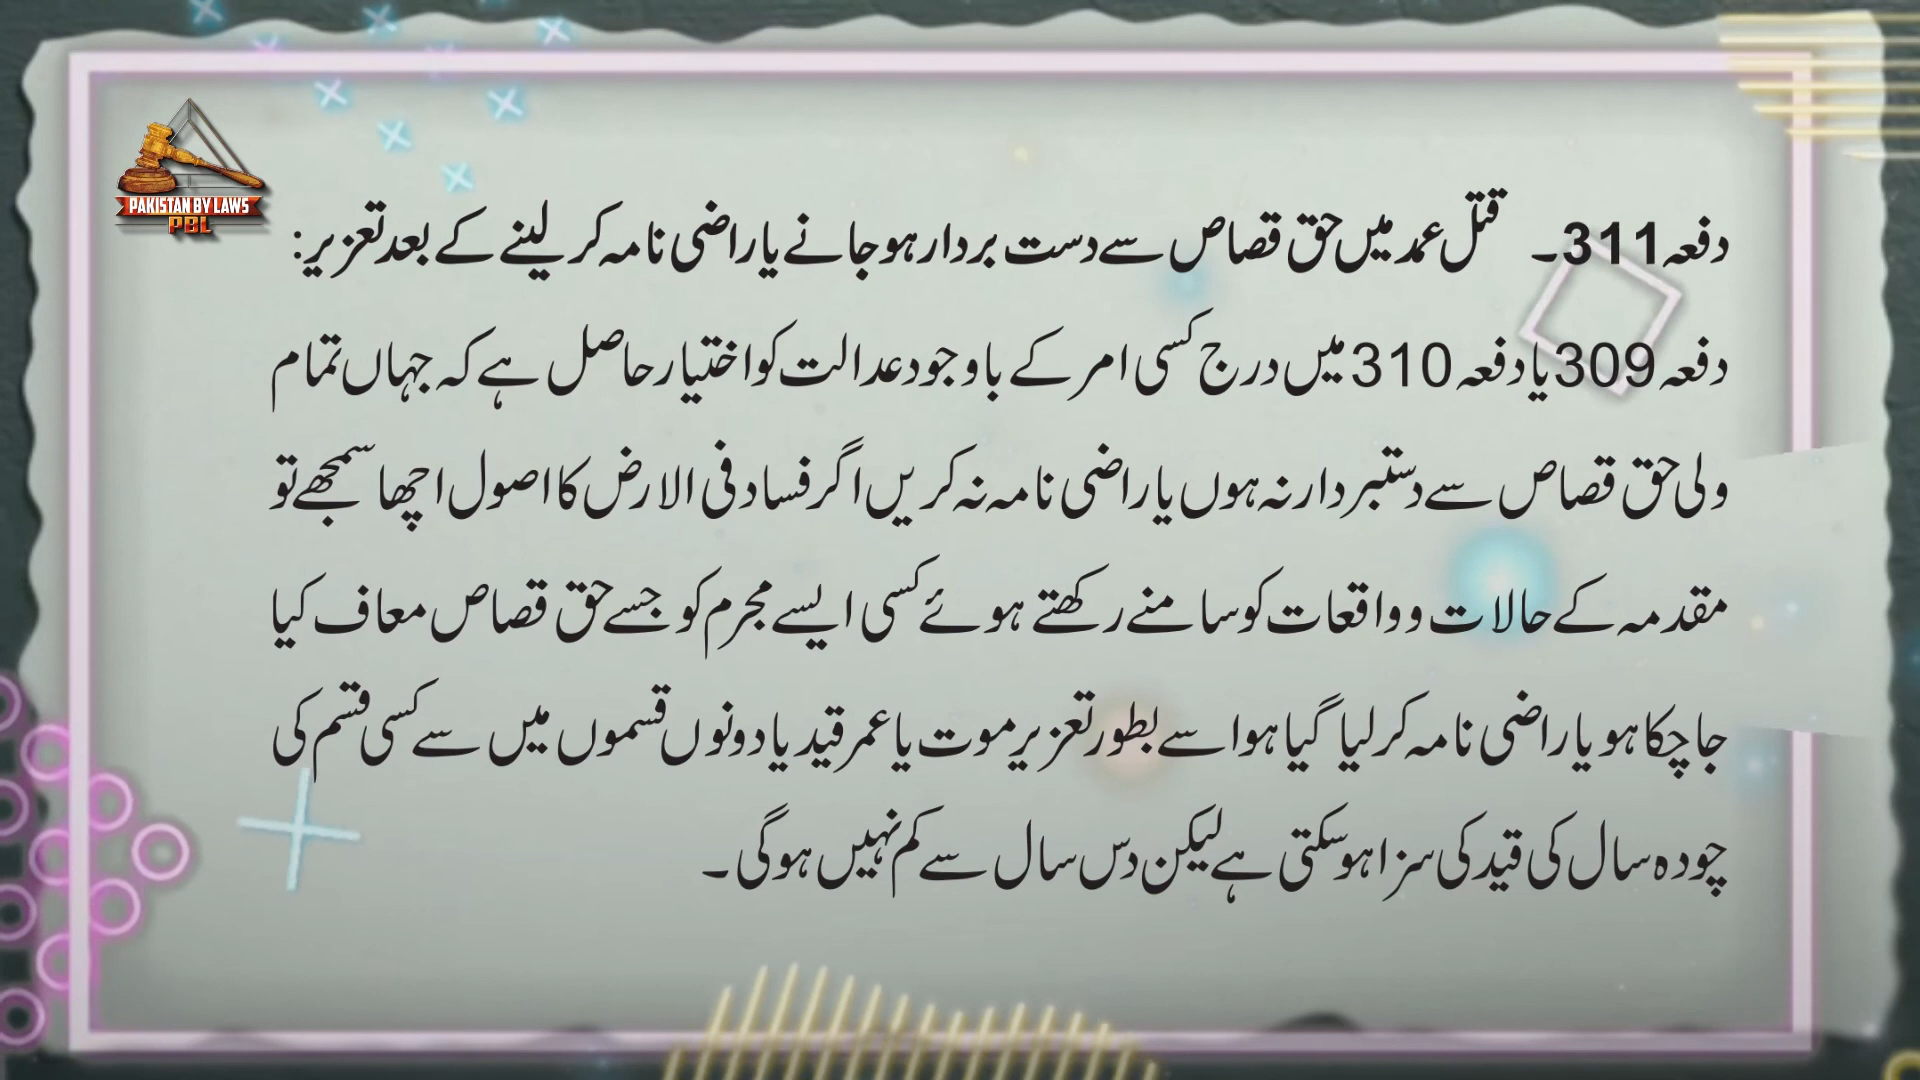 PAKISTAN BY LAWS
PBL
دفعہ 311۔ قتل عمد میں حق قصاص سے دست بردار ہو جانے یا راضی نامہ کر لینے کے بعد تعزیر:
دفعہ 309 یا دفعہ 310 میں درج کسی امر کے باوجود عدالت کو اختیار حاصل ہے کہ جہاں تمام
ولی حق قصاص سے دستبردار نہ ہوں یا راضی نامہ نہ کریں اگر فساد فی الارض کا اصول اچھا سمجھے تو
مقدمہ کے حالات و واقعات کو سامنے رکھتے ہوئے کسی ایسے مجرم کو جسے حق قصاص معاف کیا
جا چکا ہو یا راضی نامہ کر لیا گیا ہو اسے بطور تعزیر موت یا عمر قید یا دونوں قسموں میں سے کسی قسم کی
چودہ سال کی قید کی سزا ہو سکتی ہے لیکن دس سال سے کم نہیں ہو گی۔